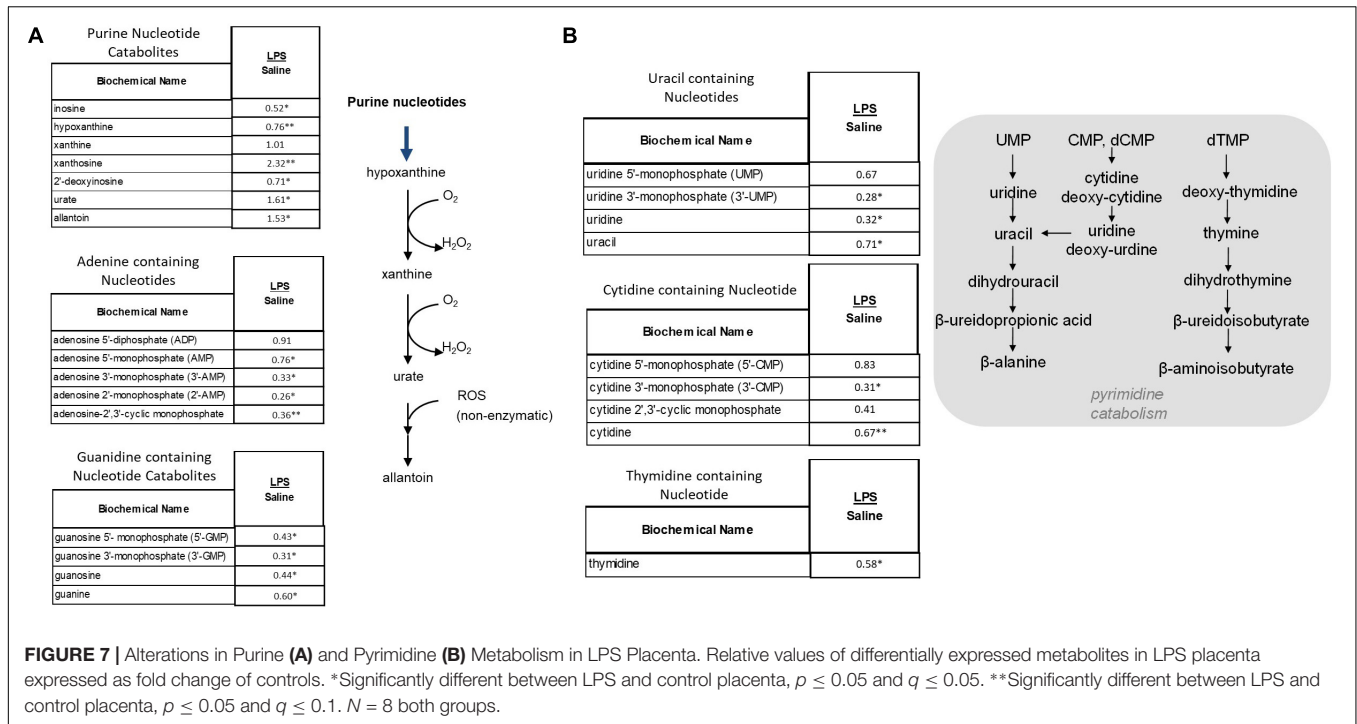 A
Purine Nucleotide
Catabolites
LPS
Saline
Biochemical Name
inosine 0.52*
hypoxanthine 0.76**
xanthine 1.01
xanthosine 2.32**
2'-deoxyinosine 0.71*
urate 1.61*
allantoin 1.53*
Adenine containing
Nucleotides
LPS
Saline
Biochemical Name
adenosine 5'-diphosphate (ADP) 0.91
adenosine 5'-monophosphate (AMP) 0.76*
adenosine 3'-monophosphate (3'-AMP) 0.33*
adenosine 2'-monophosphate (2'-AMP) 0.26*
adenosine-2',3'-cyclic monophosphate 0.36**
Guanidine containing
Nucleotide Catabolites
LPS
Saline
Biochemical Name
guanosine 5'- monophosphate (5'-GMP) 0.43*
guanosine 3'-monophosphate (3'-GMP) 0.31*
guanosine 0.44*
guanine 0.60*
Purine nucleotides
hypoxanthine
O2
H2O2
xanthine
O2
H2O2
urate
ROS
(non-enzymatic)
allantoin
B
Uracil containing
Nucleotides
LPS
Saline
Biochemical Name
uridine 5'-monophosphate (UMP) 0.67
uridine 3'-monophosphate (3'-UMP) 0.28*
uridine 0.32*
uracil 0.71*
Cytidine containing Nucleotide
LPS
Saline
Biochemical Name
cytidine 5'-monophosphate (5'-CMP) 0.83
cytidine 3'-monophosphate (3'-CMP) 0.31*
cytidine 2',3'-cyclic monophosphate 0.41
cytidine 0.67**
Thymidine containing
Nucleotide
LPS
Saline
Biochemical Name
thymidine 0.58*
UMP
uridine
uracil
dihydrouracil
β-ureidopropionic acid
β-alanine
CMP, dCMP
cytidine
deoxy-cytidine
uridine
deoxy-urdine
dTMP
deoxy-thymidine
thymine
dihydrothymine
β-ureidoisobutyrate
β-aminoisobutyrate
pyrimidine
catabolism
FIGURE 7 | Alterations in Purine (A) and Pyrimidine (B) Metabolism in LPS Placenta. Relative values of differentially expressed metabolites in LPS placenta
expressed as fold change of controls. *Significantly different between LPS and control placenta, p ≤ 0.05 and q ≤ 0.05. **Significantly different between LPS and
control placenta, p ≤ 0.05 and q ≤ 0.1. N = 8 both groups.